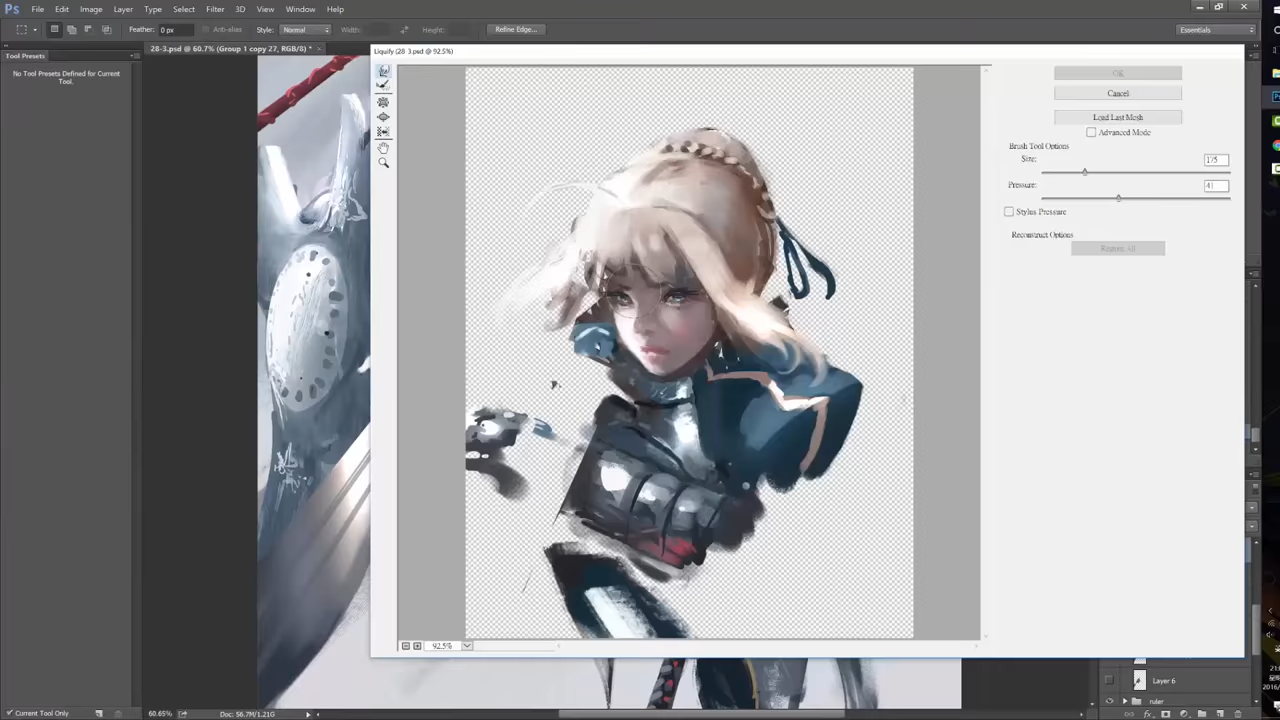 Ps File Edit Image Layer Type Select Filter 3D View Window Help
Feather: 0 px Anti-alias Style: Normal Width: Height: Refine Edge... Essentials
28-3.psd @ 60.7% (Group 1 copy 27, RGB/8) * ×
Tool Presets
No Tool Presets Defined for Current
Tool.
Liquify (28-3.psd @ 92.5%)
OK
Cancel
Load Last Mesh
Advanced Mode
Brush Tool Options
Size: 175
Pressure: 41
Stylus Pressure
Reconstruct Options
Restore All
92.5%
Layer 6
ruler
Current Tool Only
60.65% Doc: 56.7M/1.21G